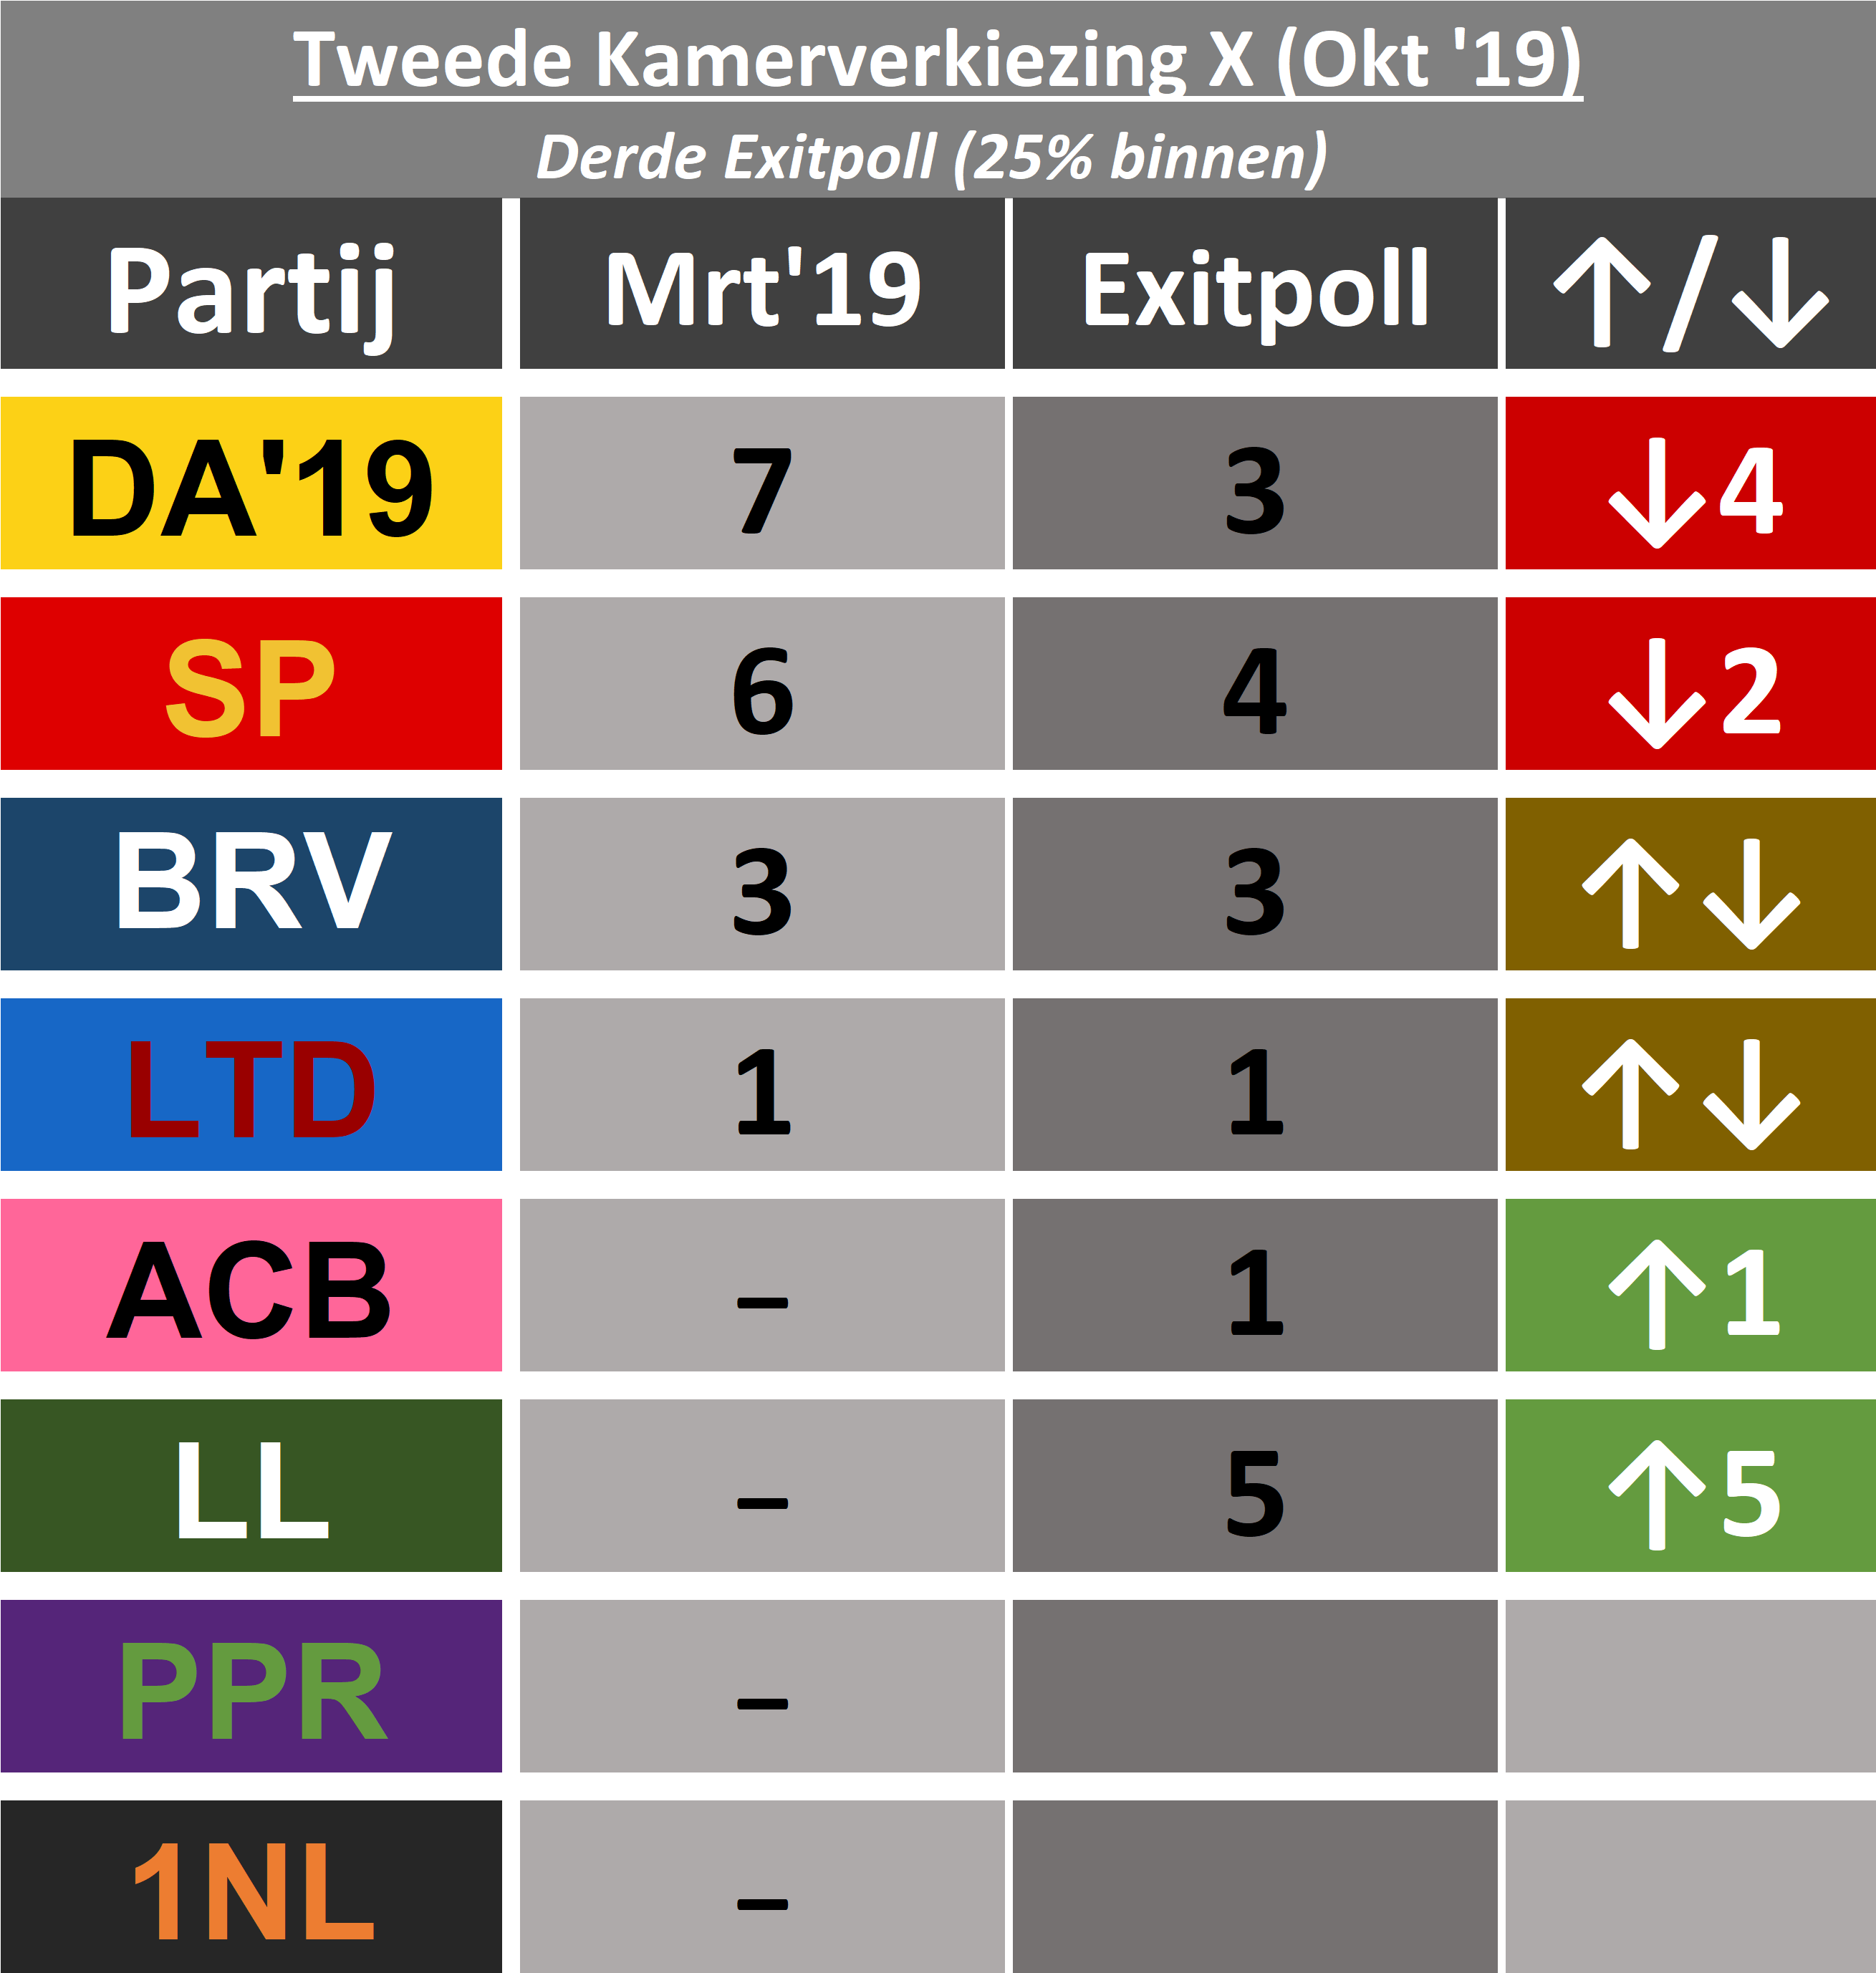 Tweede Kamerverkiezing X (Okt '19)
Derde Exitpoll (25% binnen)
Partij Mrt'19 Exitpoll ↑/↓
DA'19 7 3 ↓4
SP 6 4 ↓2
BRV 3 3 ↑↓
LTD 1 1 ↑↓
ACB – 1 ↑1
LL – 5 ↑5
PPR –
1NL –